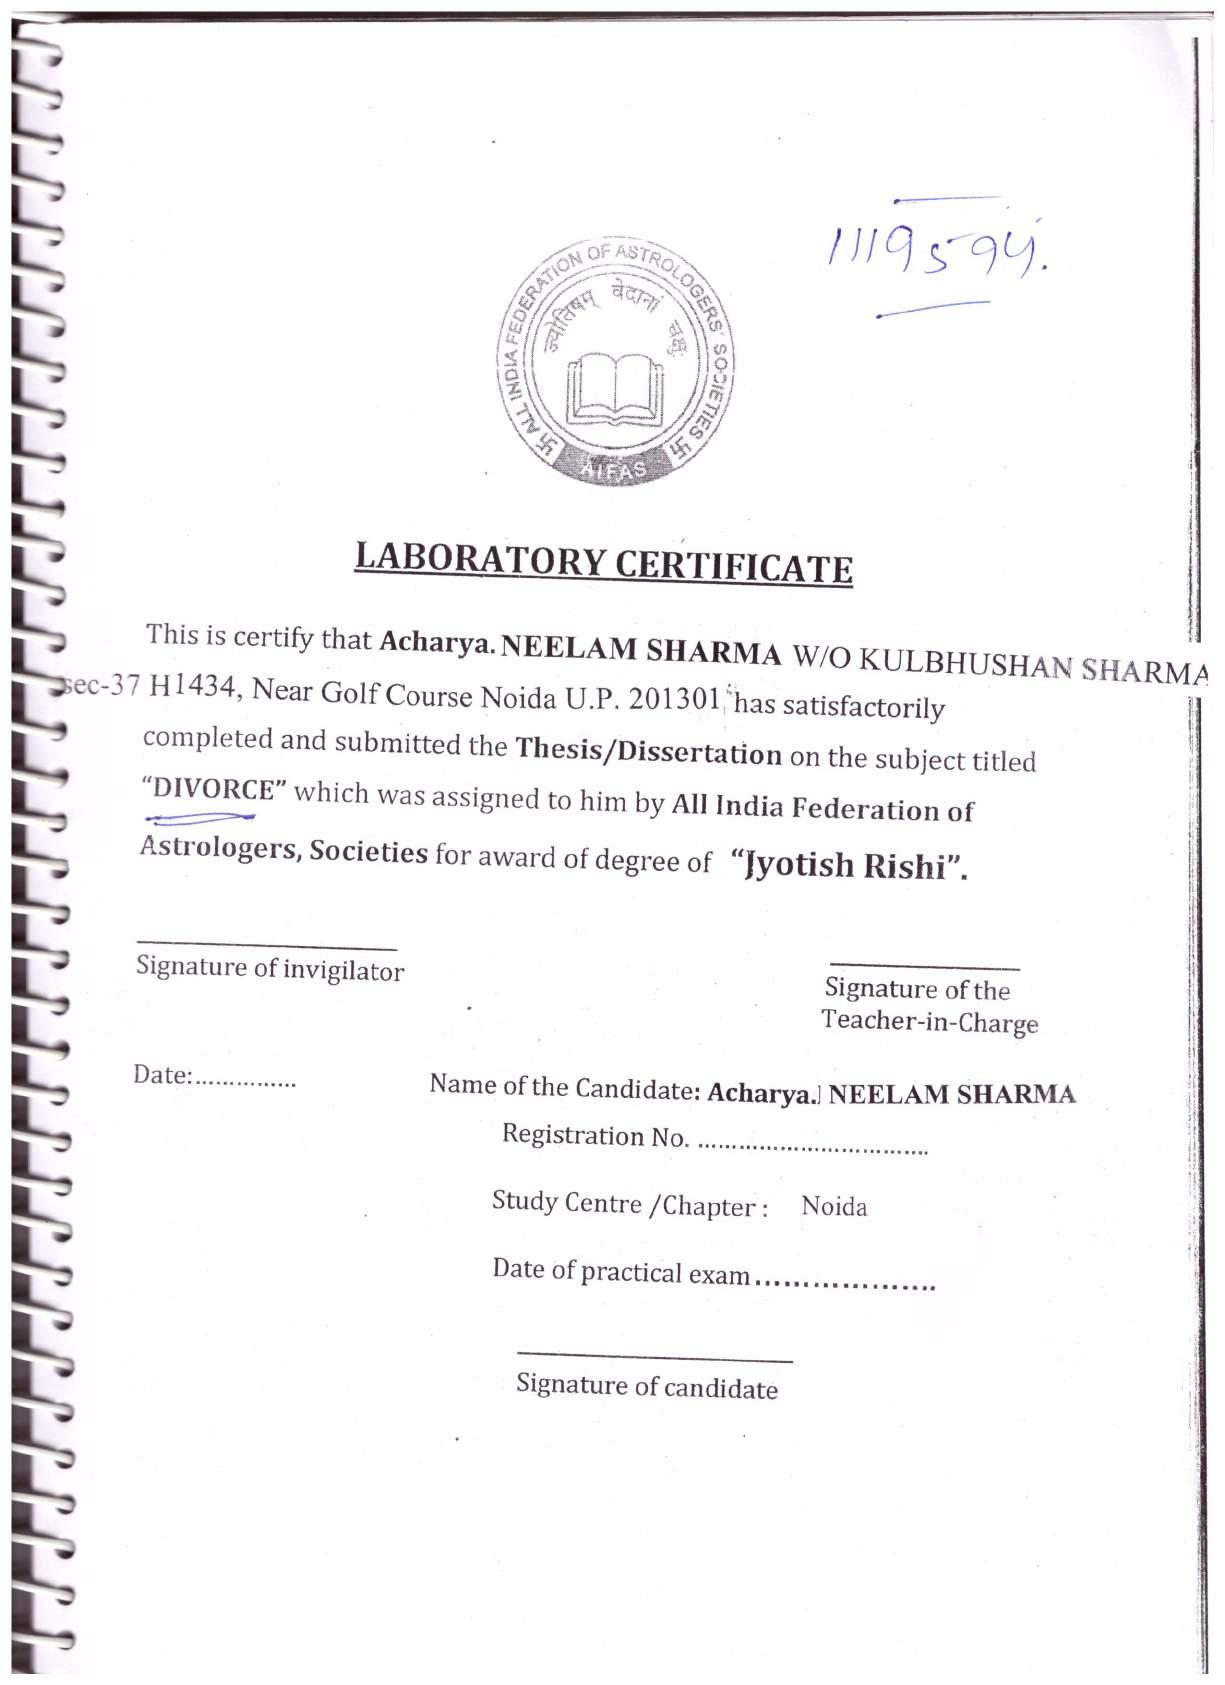 1119594.
ALL INDIA FEDERATION OF ASTROLOGERS' SOCIETIES
ज्योतिषम् वेदानां चक्षुः
AIFAS
LABORATORY CERTIFICATE
This is certify that Acharya. NEELAM SHARMA W/O KULBHUSHAN SHARMA
sec-37 H1434, Near Golf Course Noida U.P. 201301, has satisfactorily
completed and submitted the Thesis/Dissertation on the subject titled
“DIVORCE” which was assigned to him by All India Federation of
Astrologers, Societies for award of degree of “Jyotish Rishi”.
Signature of invigilator
Signature of the
Teacher-in-Charge
Date:...............
Name of the Candidate: Acharya. NEELAM SHARMA
Registration No. ..................................
Study Centre /Chapter : Noida
Date of practical exam...................
Signature of candidate